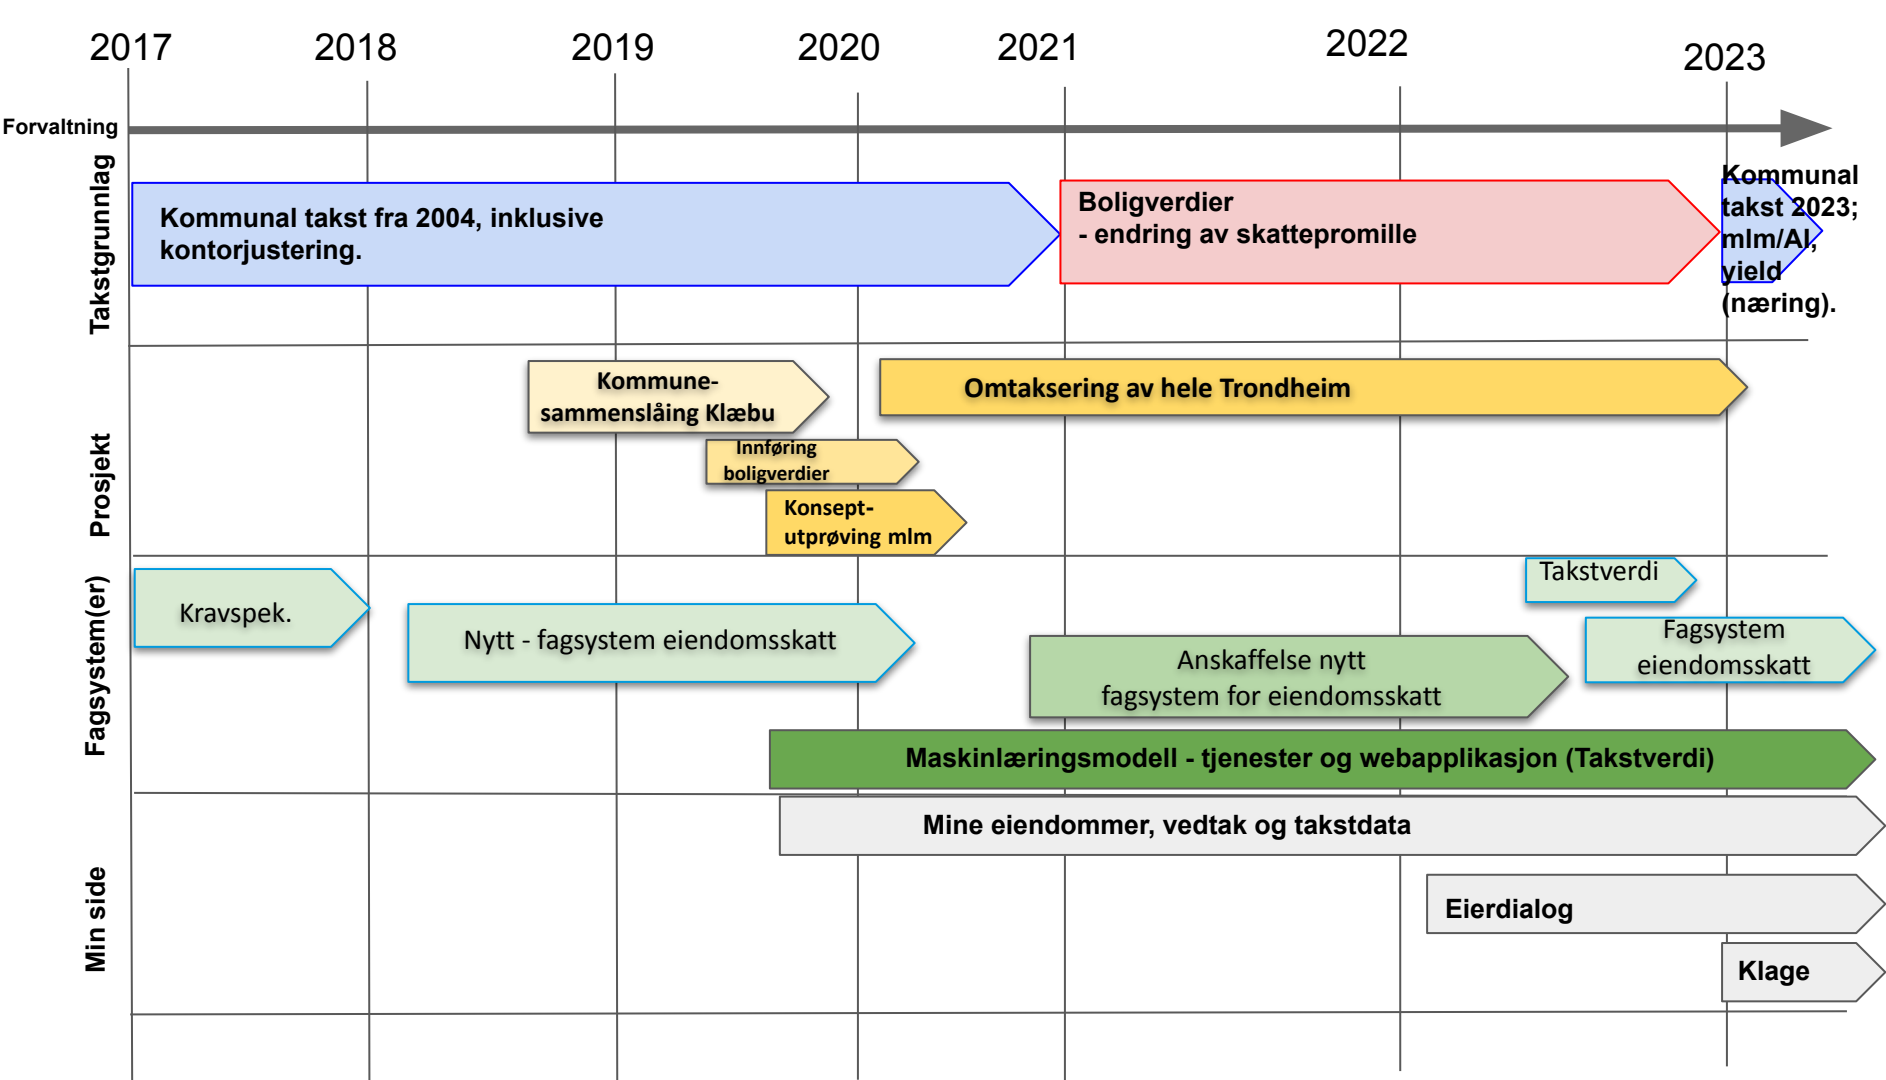 2017
2018
2019
2020
2021
2022
2023
Forvaltning
Takstgrunnlag
Kommunal takst fra 2004, inklusive
kontorjustering.
Boligverdier
- endring av skattepromille
Kommunal
takst 2023;
mlm/AI,
yield
(næring).
Prosjekt
Kommune-
sammenslåing Klæbu
Omtaksering av hele Trondheim
Innføring
boligverdier
Konsept-
utprøving mlm
Fagsystem(er)
Kravspek.
Nytt - fagsystem eiendomsskatt
Takstverdi
Fagsystem
eiendomsskatt
Anskaffelse nytt
fagsystem for eiendomsskatt
Maskinlæringsmodell - tjenester og webapplikasjon (Takstverdi)
Min side
Mine eiendommer, vedtak og takstdata
Eierdialog
Klage